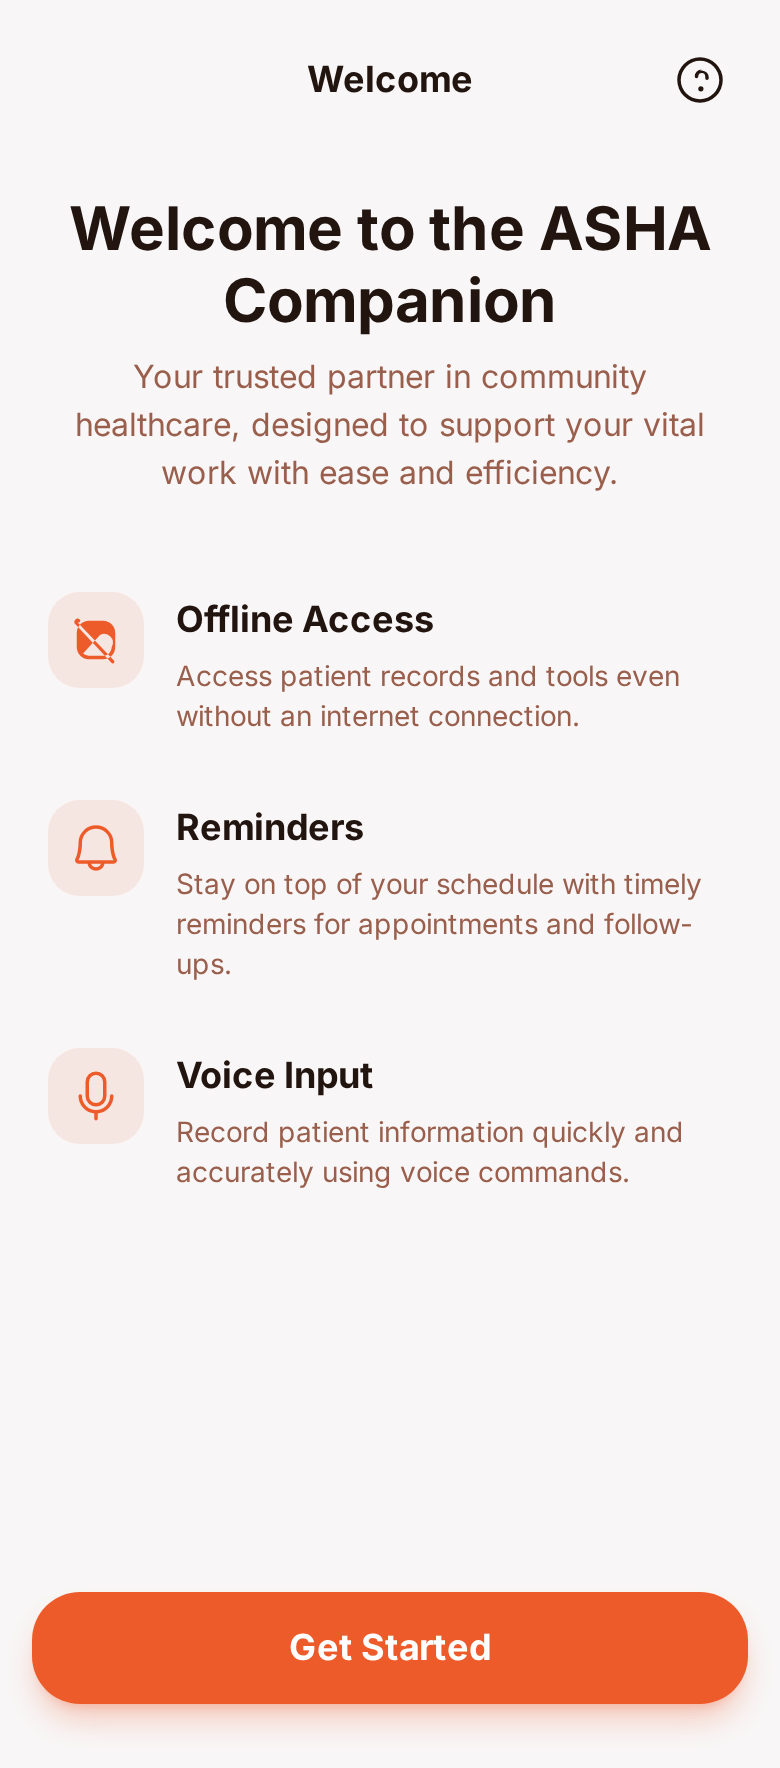 Welcome
Welcome to the ASHA
Companion
Your trusted partner in community
healthcare, designed to support your vital
work with ease and efficiency.
Offline Access
Access patient records and tools even
without an internet connection.
Reminders
Stay on top of your schedule with timely
reminders for appointments and follow-
ups.
Voice Input
Record patient information quickly and
accurately using voice commands.
Get Started